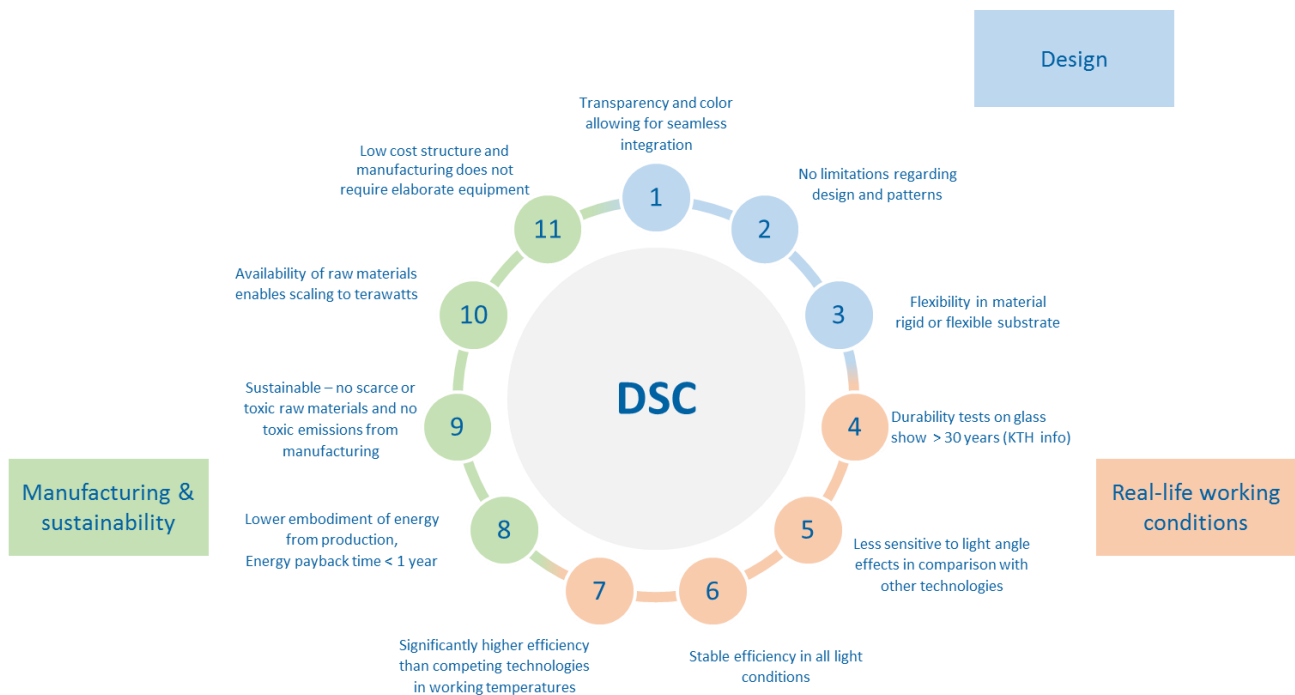 Design
Transparency and color
allowing for seamless
integration
1
No limitations regarding
design and patterns
2
Flexibility in material
rigid or flexible substrate
3
Durability tests on glass
show > 30 years (KTH info)
4
Real-life working
conditions
Less sensitive to light angle
effects in comparison with
other technologies
5
Stable efficiency in all light
conditions
6
Significantly higher efficiency
than competing technologies
in working temperatures
7
Lower embodiment of energy
from production,
Energy payback time < 1 year
8
Manufacturing &
sustainability
Sustainable – no scarce or
toxic raw materials and no
toxic emissions from
manufacturing
9
Availability of raw materials
enables scaling to terawatts
10
Low cost structure and
manufacturing does not
require elaborate equipment
11
DSC